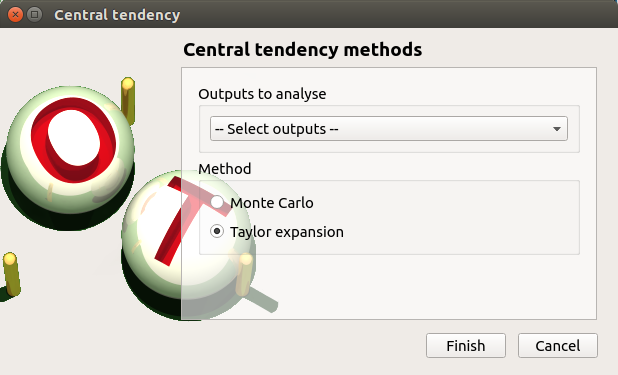 Central tendency
Central tendency methods
Outputs to analyse
-- Select outputs --
Method
Monte Carlo
Taylor expansion
O
T
Finish
Cancel